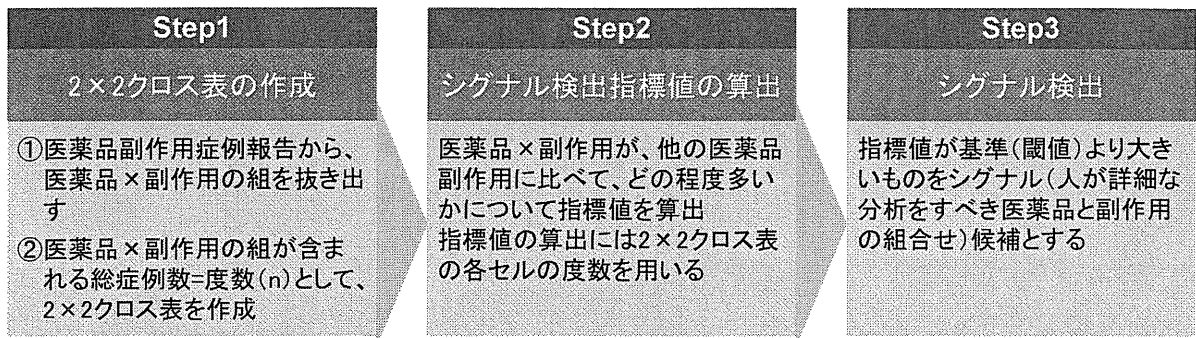 Step1
2×2クロス表の作成
①医薬品副作用症例報告から、
医薬品×副作用の組を抜き出
す
②医薬品×副作用の組が含ま
れる総症例数=度数(n)として、
2×2クロス表を作成
Step2
シグナル検出指標値の算出
医薬品×副作用が、他の医薬品
副作用に比べて、どの程度多い
かについて指標値を算出
指標値の算出には2×2クロス表
の各セルの度数を用いる
Step3
シグナル検出
指標値が基準(閾値)より大き
いものをシグナル(人が詳細な
分析をすべき医薬品と副作用
の組合せ)候補とする